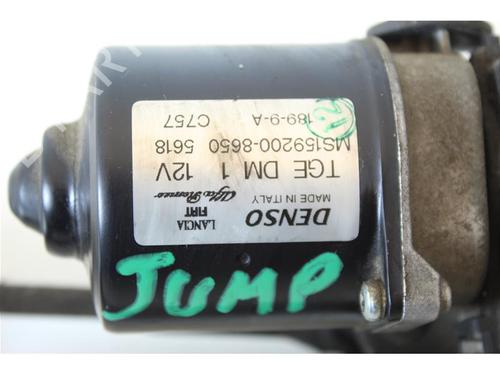 LANCIA
FIAT
Alfa Romeo
DENSO
MADE IN ITALY
TGE DM 1 12V
MS159200-8650 5618
189-9-A C757
JUMP